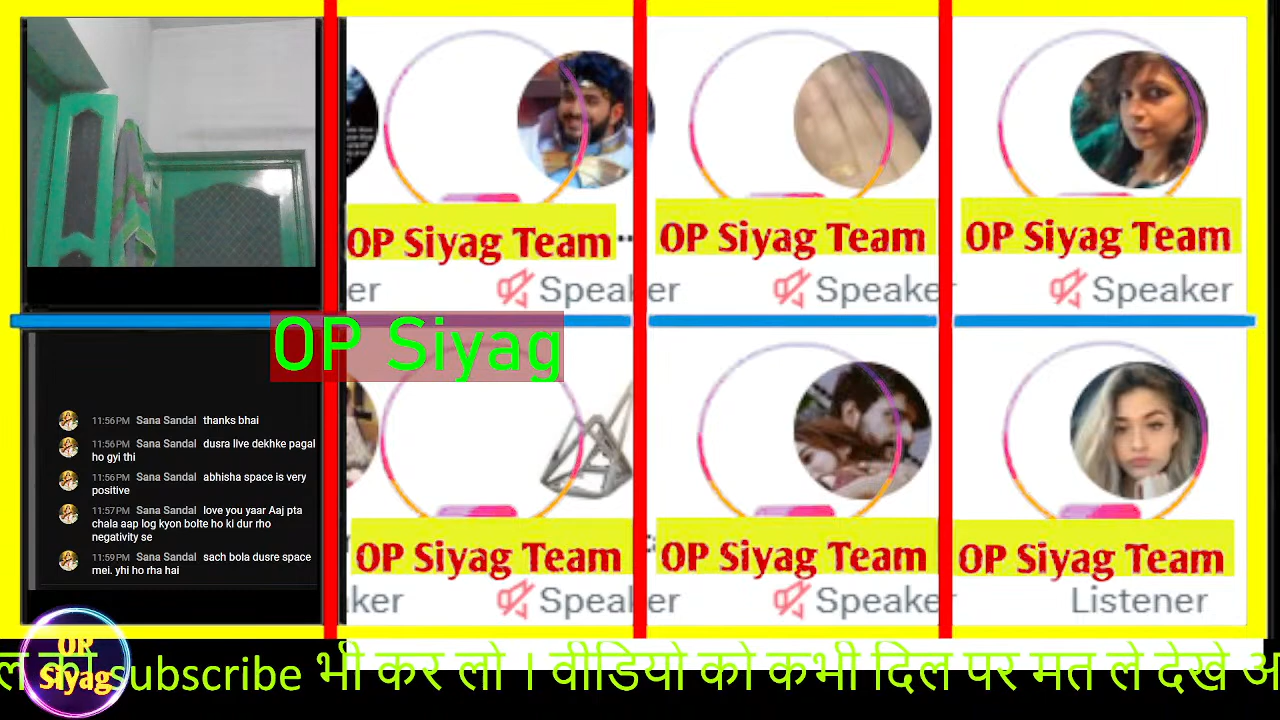 OP Siyag Team
OP Siyag Team
OP Siyag Team
er
Speaker
Speaker
Speaker
OP Siyag
11:56PM Sana Sandal thanks bhai
11:56PM Sana Sandal dusra live dekhke pagal
ho gyi thi
11:56PM Sana Sandal abhisha space is very
positive
11:57PM Sana Sandal love you yaar Aaj pta
chala aap log kyon bolte ho ki dur rho
negativity se
11:59PM Sana Sandal sach bola dusre space
mei. yhi ho rha hai
OP Siyag Team
OP Siyag Team
OP Siyag Team
ker
Speaker
Speaker
Listener
OP
Siyag
ल का subscribe भी कर लो । वीडियो को कभी दिल पर मत ले देखे अ